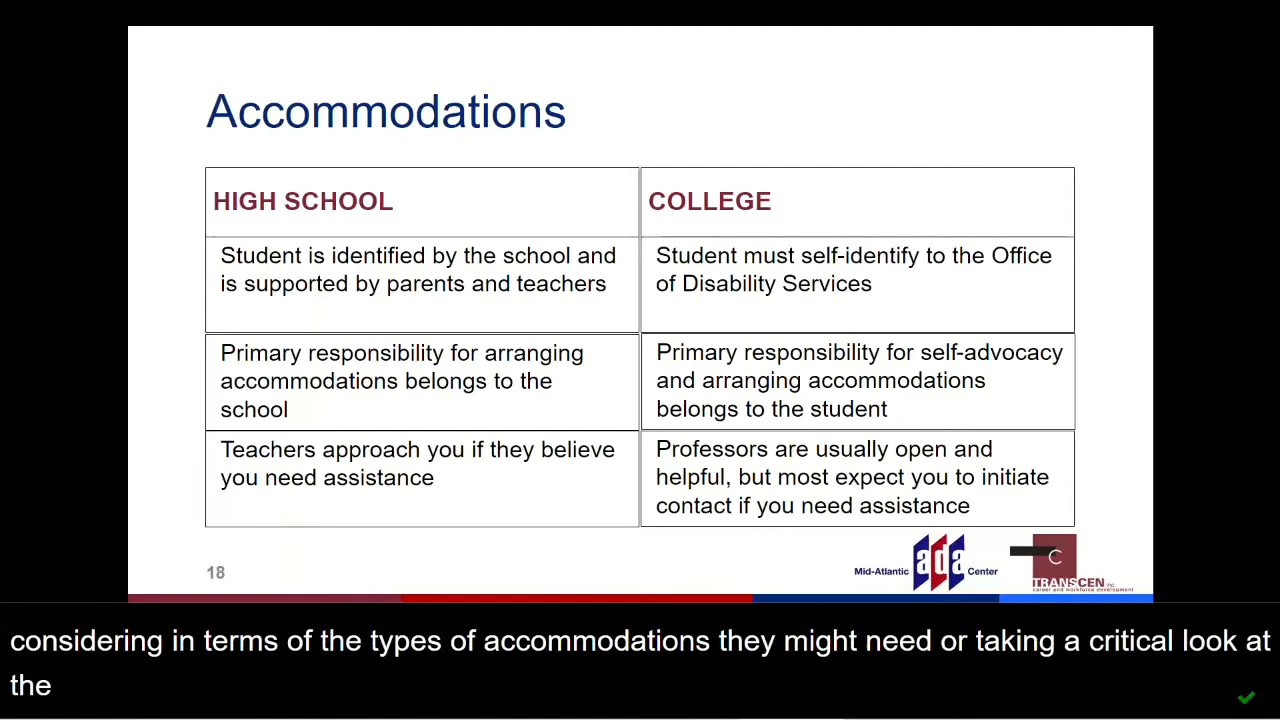 Accommodations
HIGH SCHOOL
COLLEGE
Student is identified by the school and
is supported by parents and teachers
Student must self-identify to the Office
of Disability Services
Primary responsibility for arranging
accommodations belongs to the
school
Primary responsibility for self-advocacy
and arranging accommodations
belongs to the student
Teachers approach you if they believe
you need assistance
Professors are usually open and
helpful, but most expect you to initiate
contact if you need assistance
18
Mid-Atlantic ada Center
C
TRANSCEN inc.
career and workforce development
considering in terms of the types of accommodations they might need or taking a critical look at
the